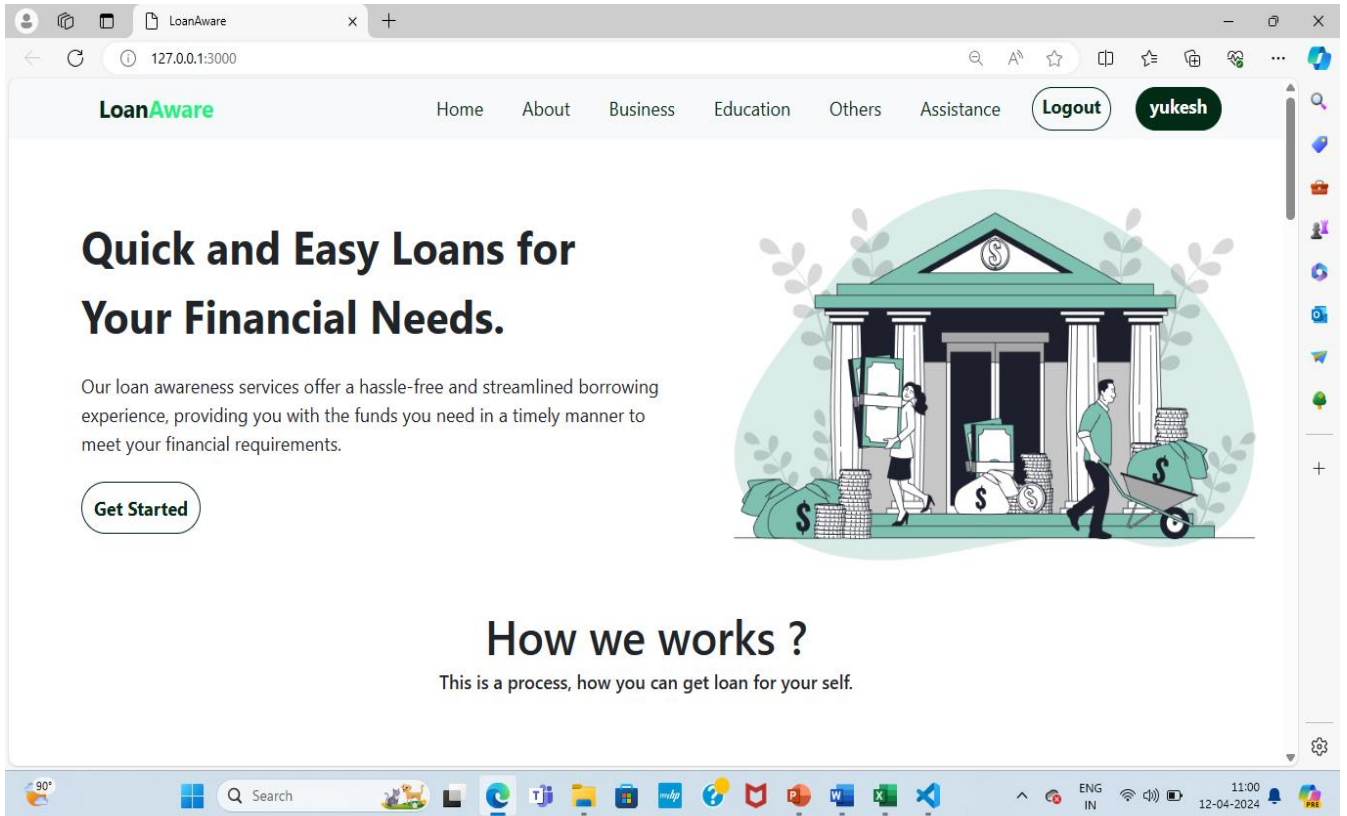 LoanAware
127.0.0.1:3000
LoanAware Home About Business Education Others Assistance Logout yukesh
Quick and Easy Loans for
Your Financial Needs.
Our loan awareness services offer a hassle-free and streamlined borrowing
experience, providing you with the funds you need in a timely manner to
meet your financial requirements.
Get Started
$
$
$
$
How we works ?
This is a process, how you can get loan for your self.
90°
Search
myhp
ENG
IN
11:00
12-04-2024
PRE